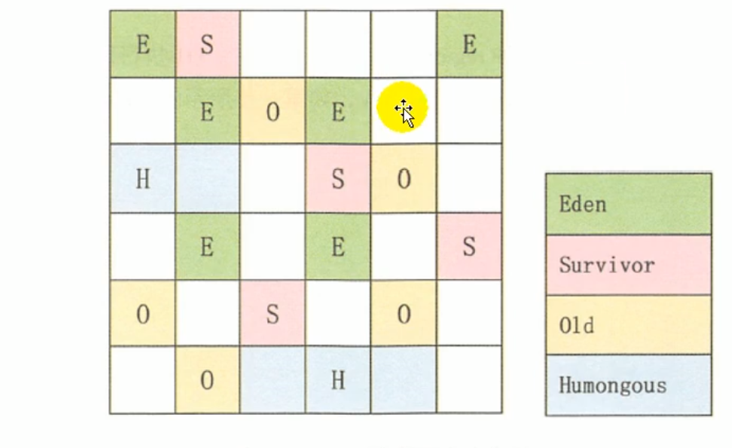 E S E
E O E
H S O
E E S
O S O
O H
Eden
Survivor
Old
Humongous